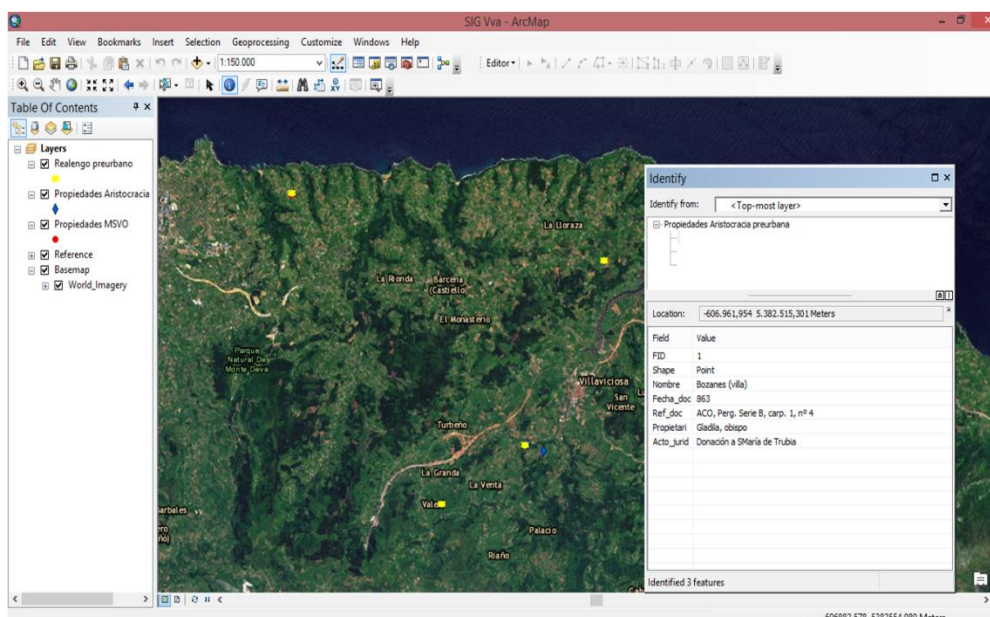 SIG Vva - ArcMap
File Edit View Bookmarks Insert Selection Geoprocessing Customize Windows Help
1:150.000
Editor
Table Of Contents
Layers
Realengo preurbano
Propiedades Aristocracia
Propiedades MSVO
Reference
Basemap
World_Imagery
La Lloraza
La Rionda
Bárcena
(Castiello)
El Monasterio
Parque
Natural De
Monte Deva
Villaviciosa
San
Vicente
Turbeño
La Granda
La Venta
Palacio
Riaño
Identify
Identify from: <Top-most layer>
Propiedades Aristocracia preurbana
Location: -606.961,954 5.382.515,301 Meters
Field Value
FID 1
Shape Point
Nombre Bozanes (villa)
Fecha_doc 863
Ref_doc ACO, Perg. Serie B, carp. 1, nº 4
Propietari Gladila, obispo
Acto_jurid Donación a SMaría de Trubia
Identified 3 features